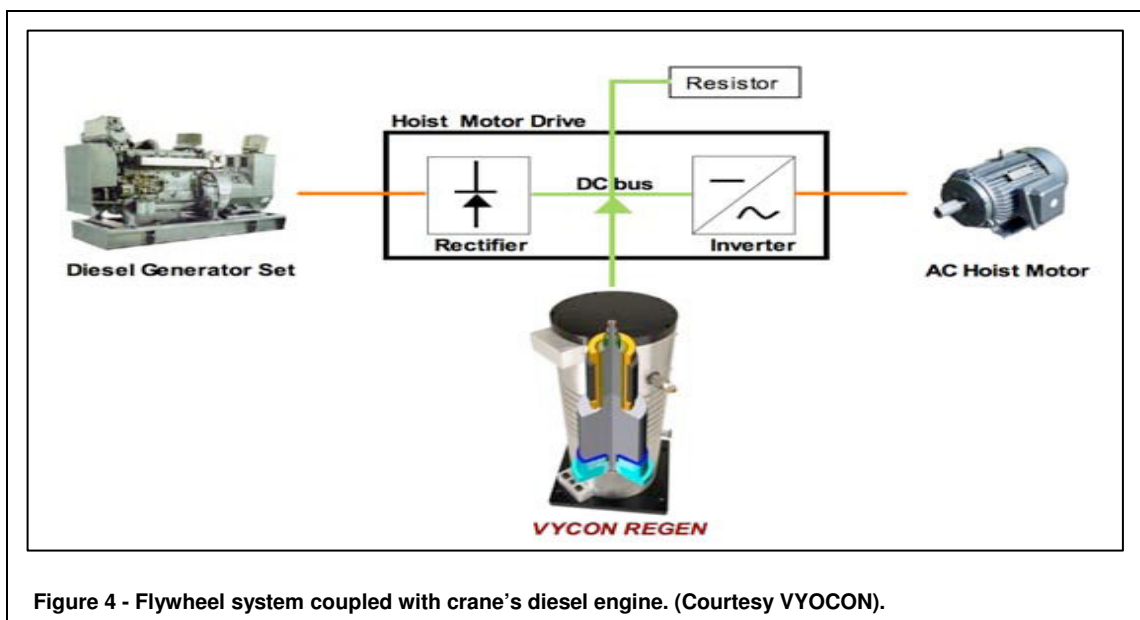 Resistor
Hoist Motor Drive
DC bus
Rectifier
Inverter
Diesel Generator Set
AC Hoist Motor
VYCON REGEN
Figure 4 - Flywheel system coupled with crane's diesel engine. (Courtesy VYOCON).